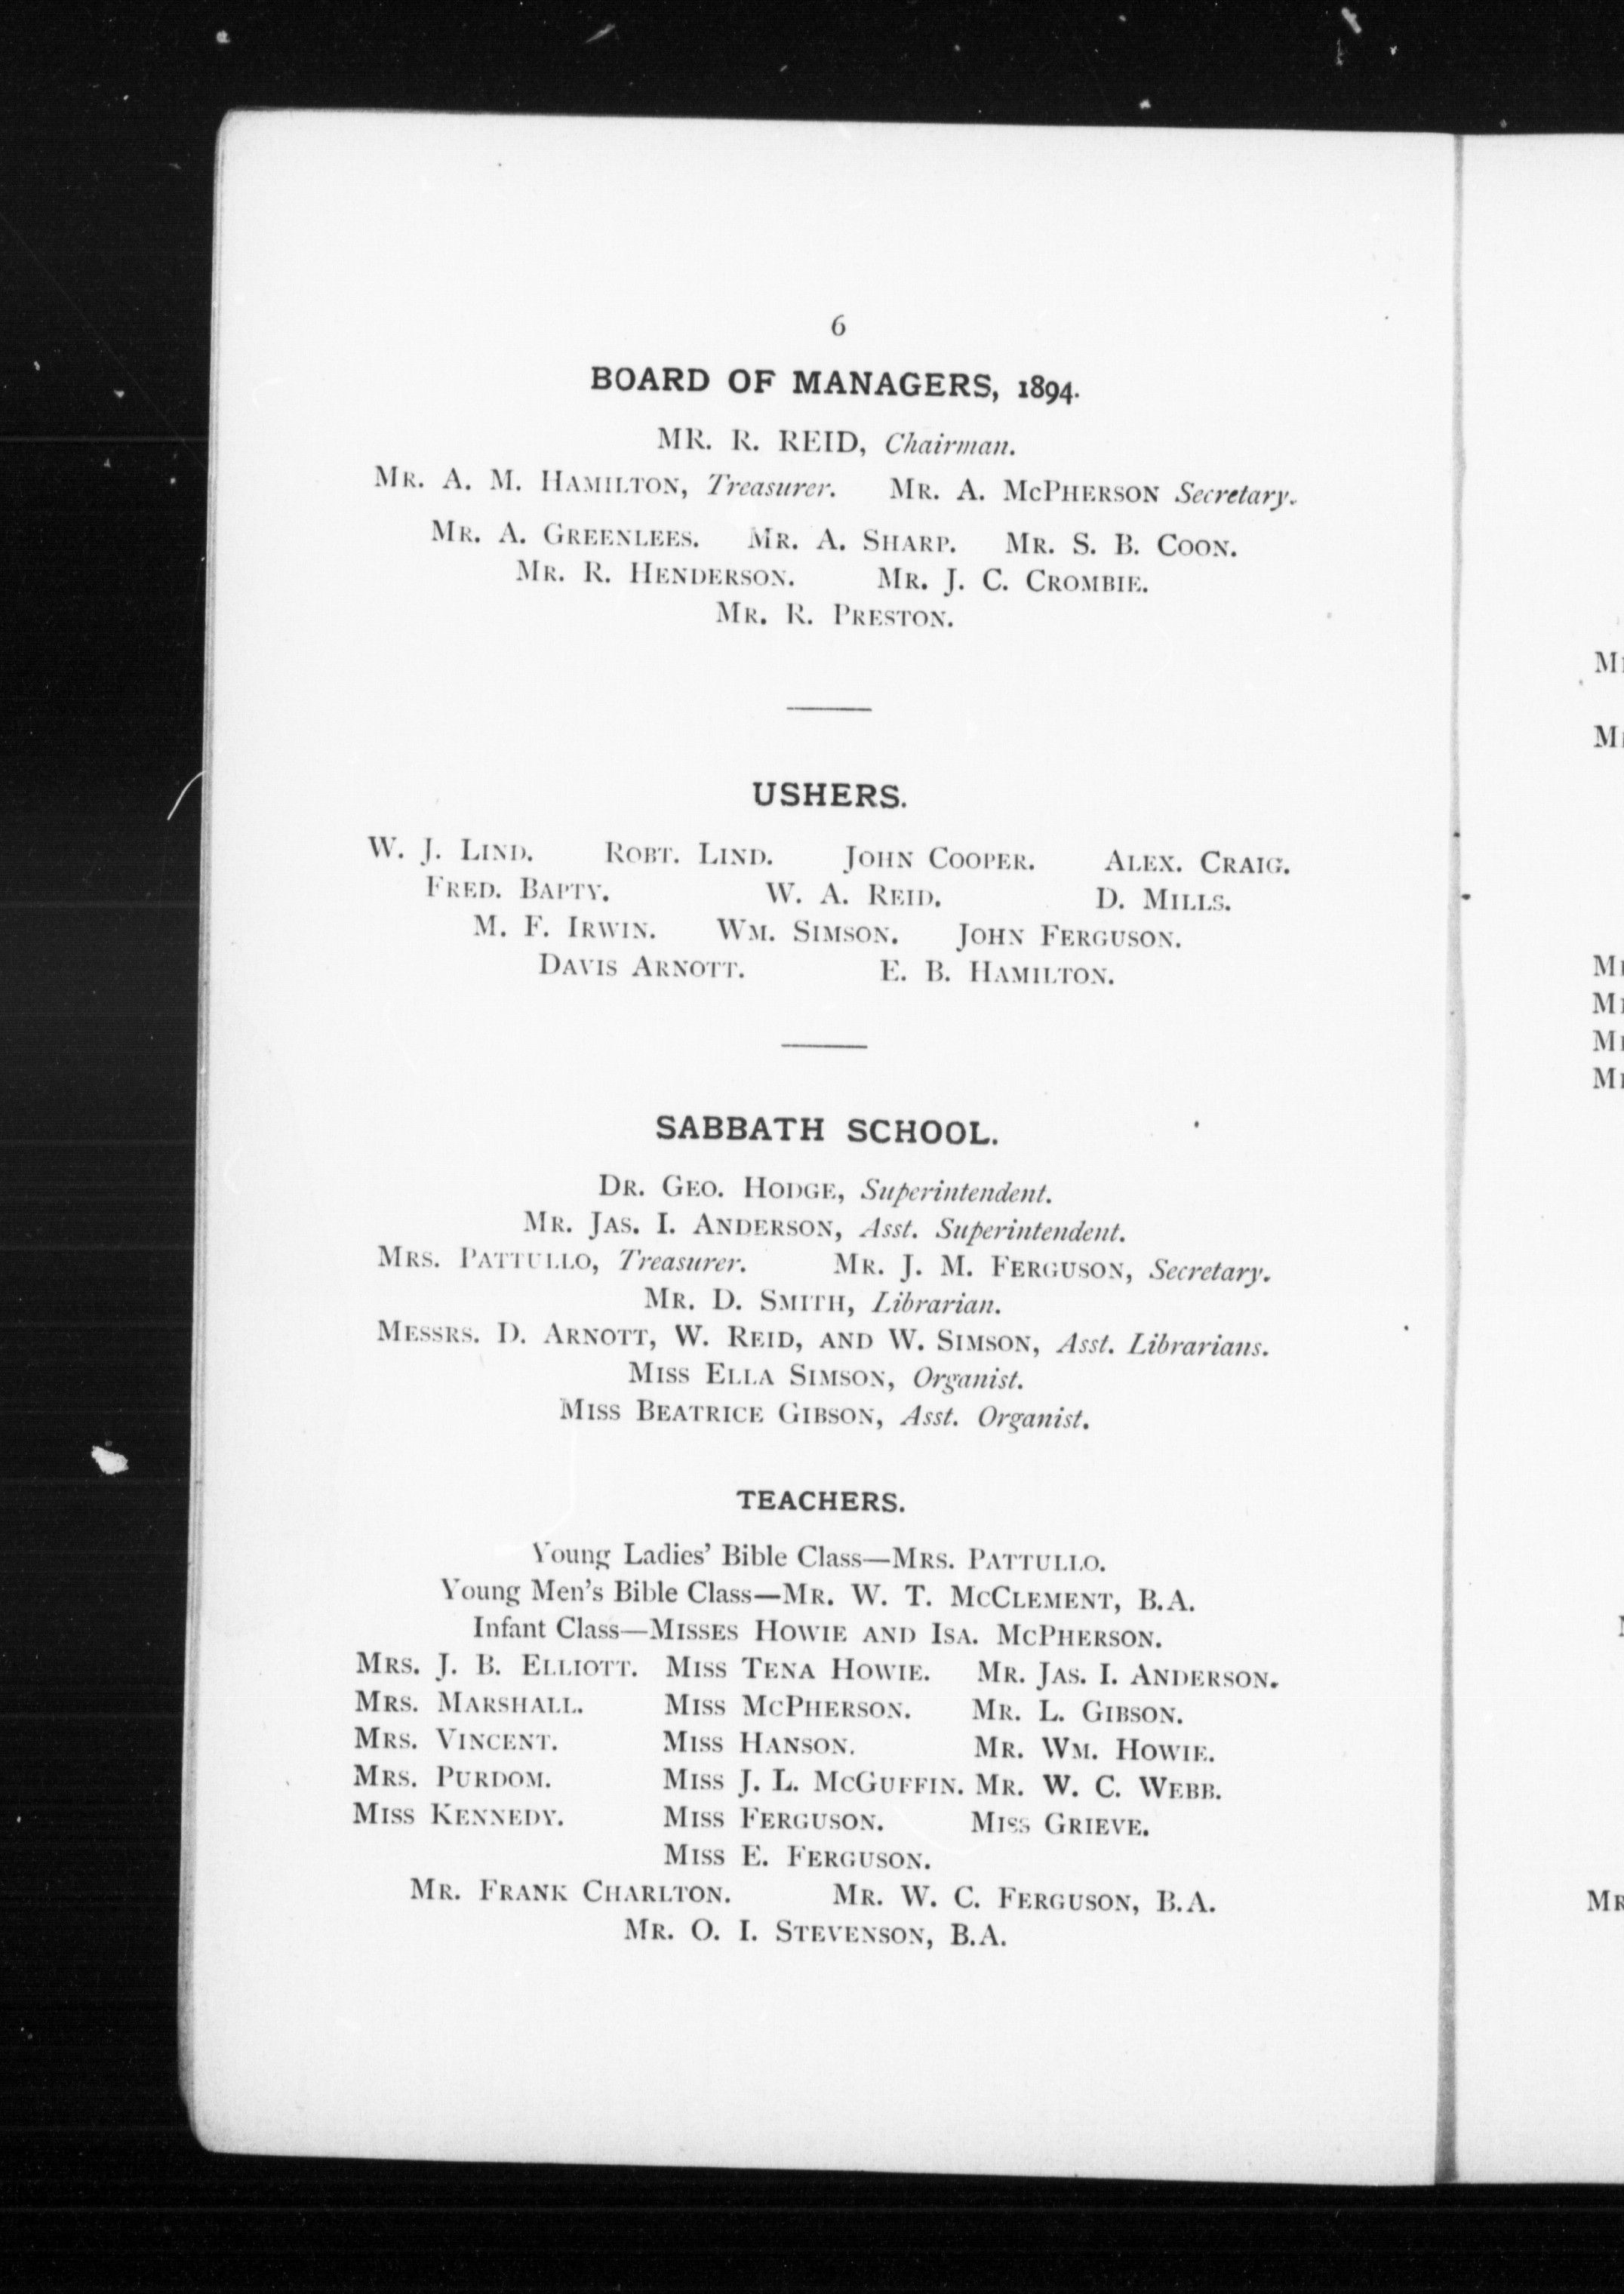 6
BOARD OF MANAGERS, 1894.
MR. R. REID, Chairman.
MR. A. M. HAMILTON, Treasurer. MR. A. MCPHERSON Secretary.
MR. A. GREENLEES. MR. A. SHARP. MR. S. B. COON.
MR. R. HENDERSON. MR. J. C. CROMBIE.
MR. R. PRESTON.
USHERS.
W. J. LIND. ROBT. LIND. JOHN COOPER. ALEX. CRAIG.
FRED. BAPTY. W. A. REID. D. MILLS.
M. F. IRWIN. WM. SIMSON. JOHN FERGUSON.
DAVIS ARNOTT. E. B. HAMILTON.
SABBATH SCHOOL.
DR. GEO. HODGE, Superintendent.
MR. JAS. I. ANDERSON, Asst. Superintendent.
MRS. PATTULLO, Treasurer. MR. J. M. FERGUSON, Secretary.
MR. D. SMITH, Librarian.
MESSRS. D. ARNOTT, W. REID, AND W. SIMSON, Asst. Librarians.
MISS ELLA SIMSON, Organist.
MISS BEATRICE GIBSON, Asst. Organist.
TEACHERS.
Young Ladies' Bible Class—MRS. PATTULLO.
Young Men's Bible Class—MR. W. T. MCCLEMENT, B.A.
Infant Class—MISSES HOWIE AND ISA. MCPHERSON.
MRS. J. B. ELLIOTT. MISS TENA HOWIE. MR. JAS. I. ANDERSON.
MRS. MARSHALL. MISS MCPHERSON. MR. L. GIBSON.
MRS. VINCENT. MISS HANSON. MR. WM. HOWIE.
MRS. PURDOM. MISS J. L. MCGUFFIN. MR. W. C. WEBB.
MISS KENNEDY. MISS FERGUSON. MISS GRIEVE.
MISS E. FERGUSON.
MR. FRANK CHARLTON. MR. W. C. FERGUSON, B.A.
MR. O. I. STEVENSON, B.A.